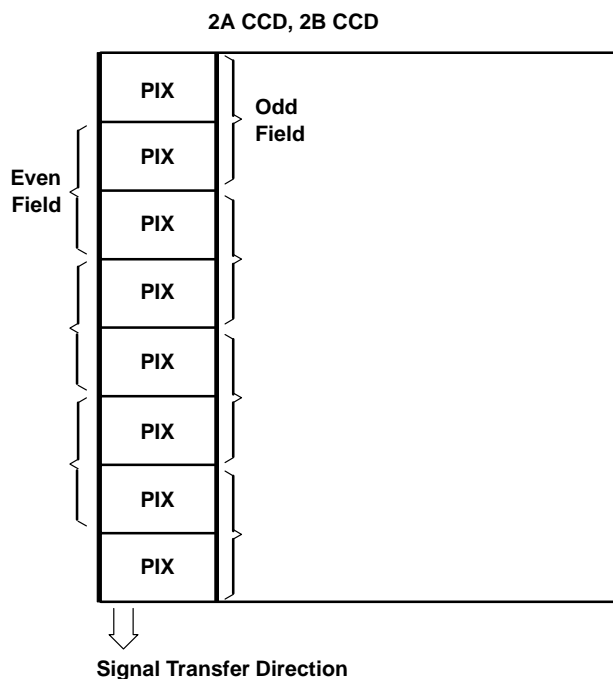 2A CCD, 2B CCD
PIX
Odd
Field
PIX
Even
Field
PIX
PIX
PIX
PIX
PIX
PIX
Signal Transfer Direction